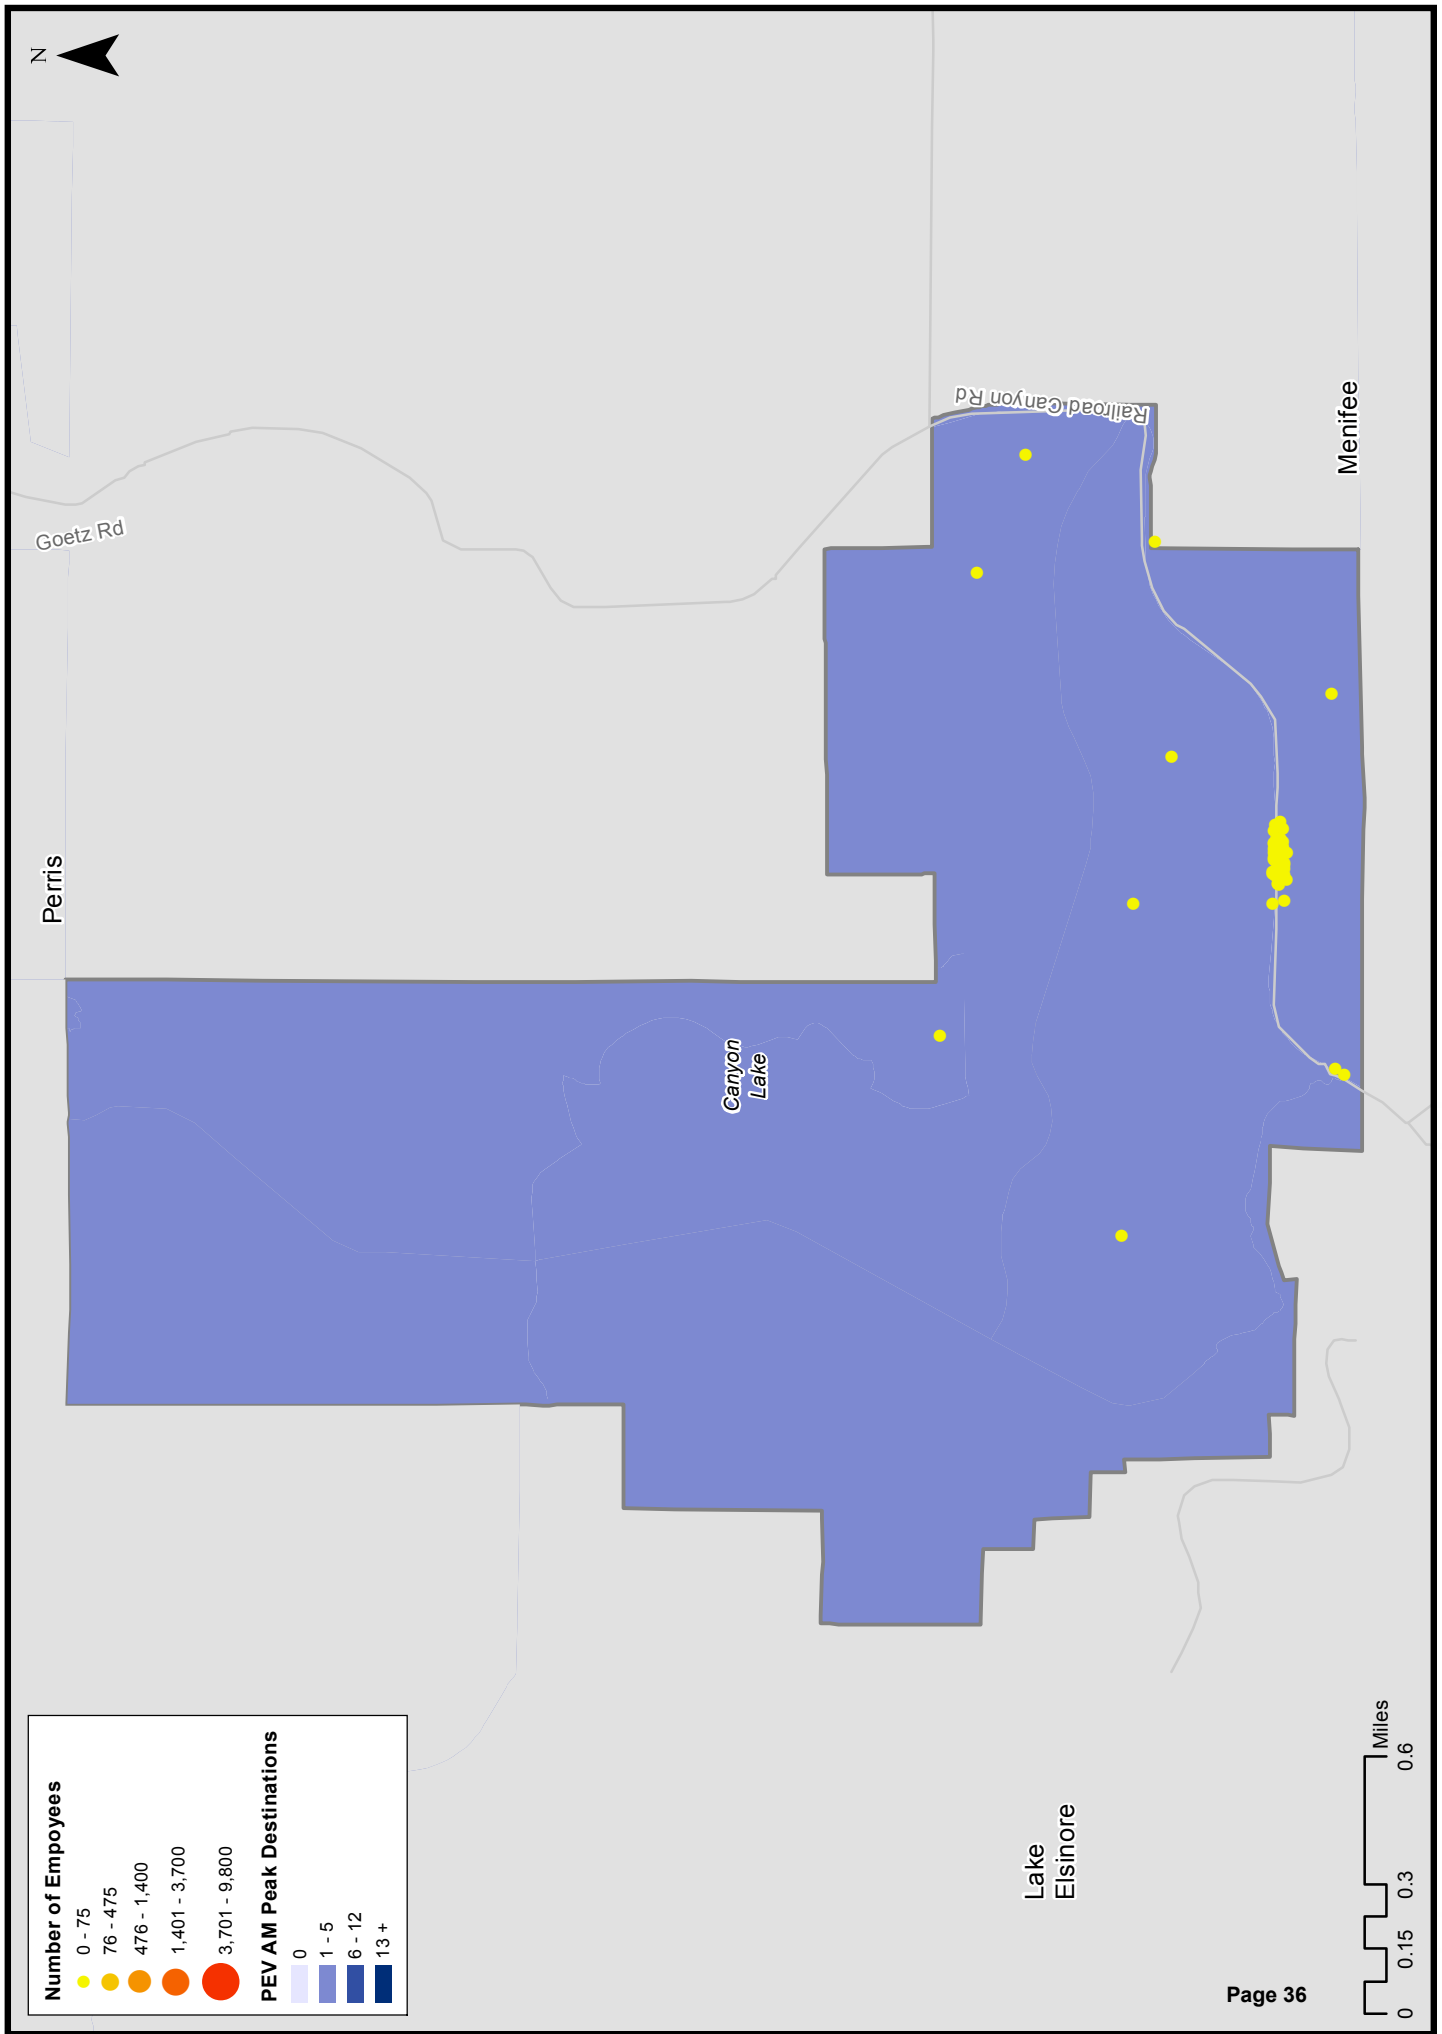 Number of Empoyees
0 - 75
76 - 475
476 - 1,400
1,401 - 3,700
3,701 - 9,800
PEV AM Peak Destinations
0
1 - 5
6 - 12
13 +
Perris
Goetz Rd
N
Canyon
Lake
Railroad Canyon Rd
Lake
Elsinore
Menifee
Page 36
Miles
0
0.15
0.3
0.6